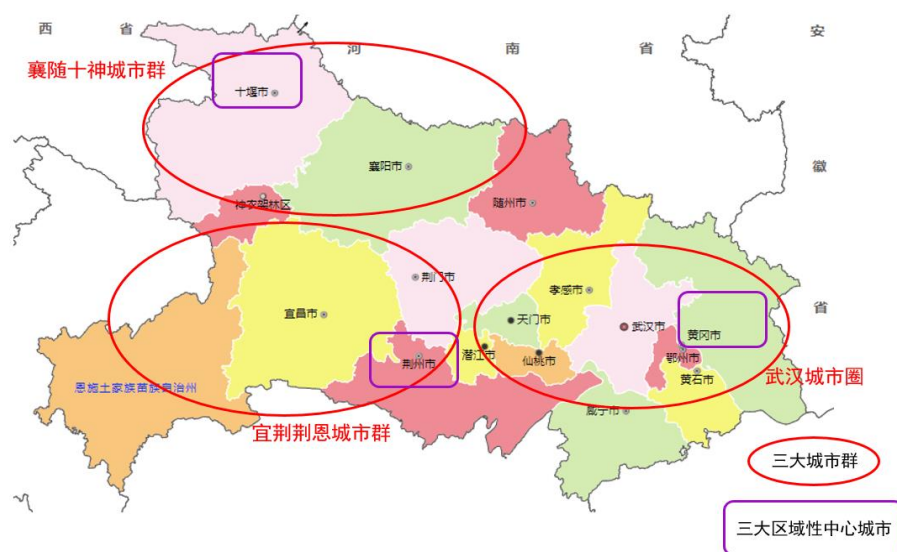 西 省
河 南 省
安
徽
省
襄随十神城市群
十堰市
襄阳市
神农架林区
随州市
荆门市
孝感市
宜昌市
天门市
武汉市
黄冈市
荆州市
潜江市
仙桃市
鄂州市
黄石市
恩施土家族苗族自治州
武汉城市圈
咸宁市
宜荆荆恩城市群
三大城市群
三大区域性中心城市